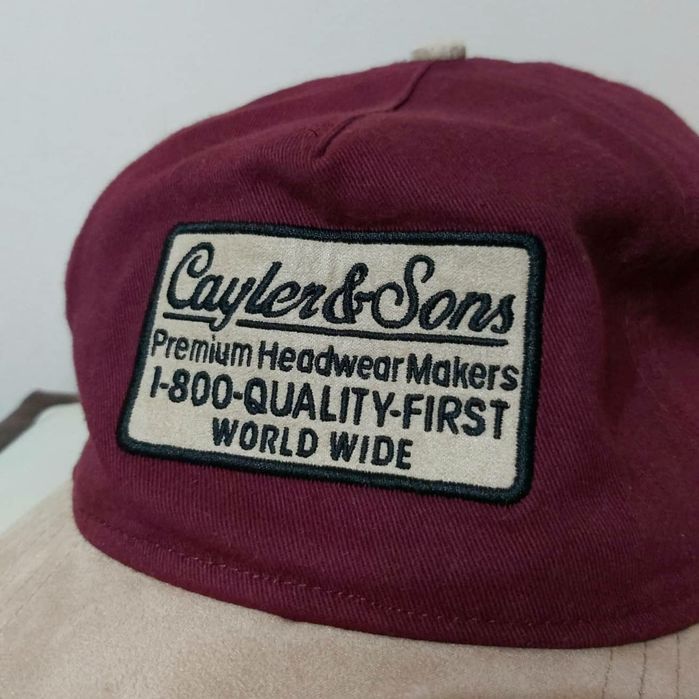 Cayler & Sons
Premium Headwear Makers
1-800-QUALITY-FIRST
WORLD WIDE